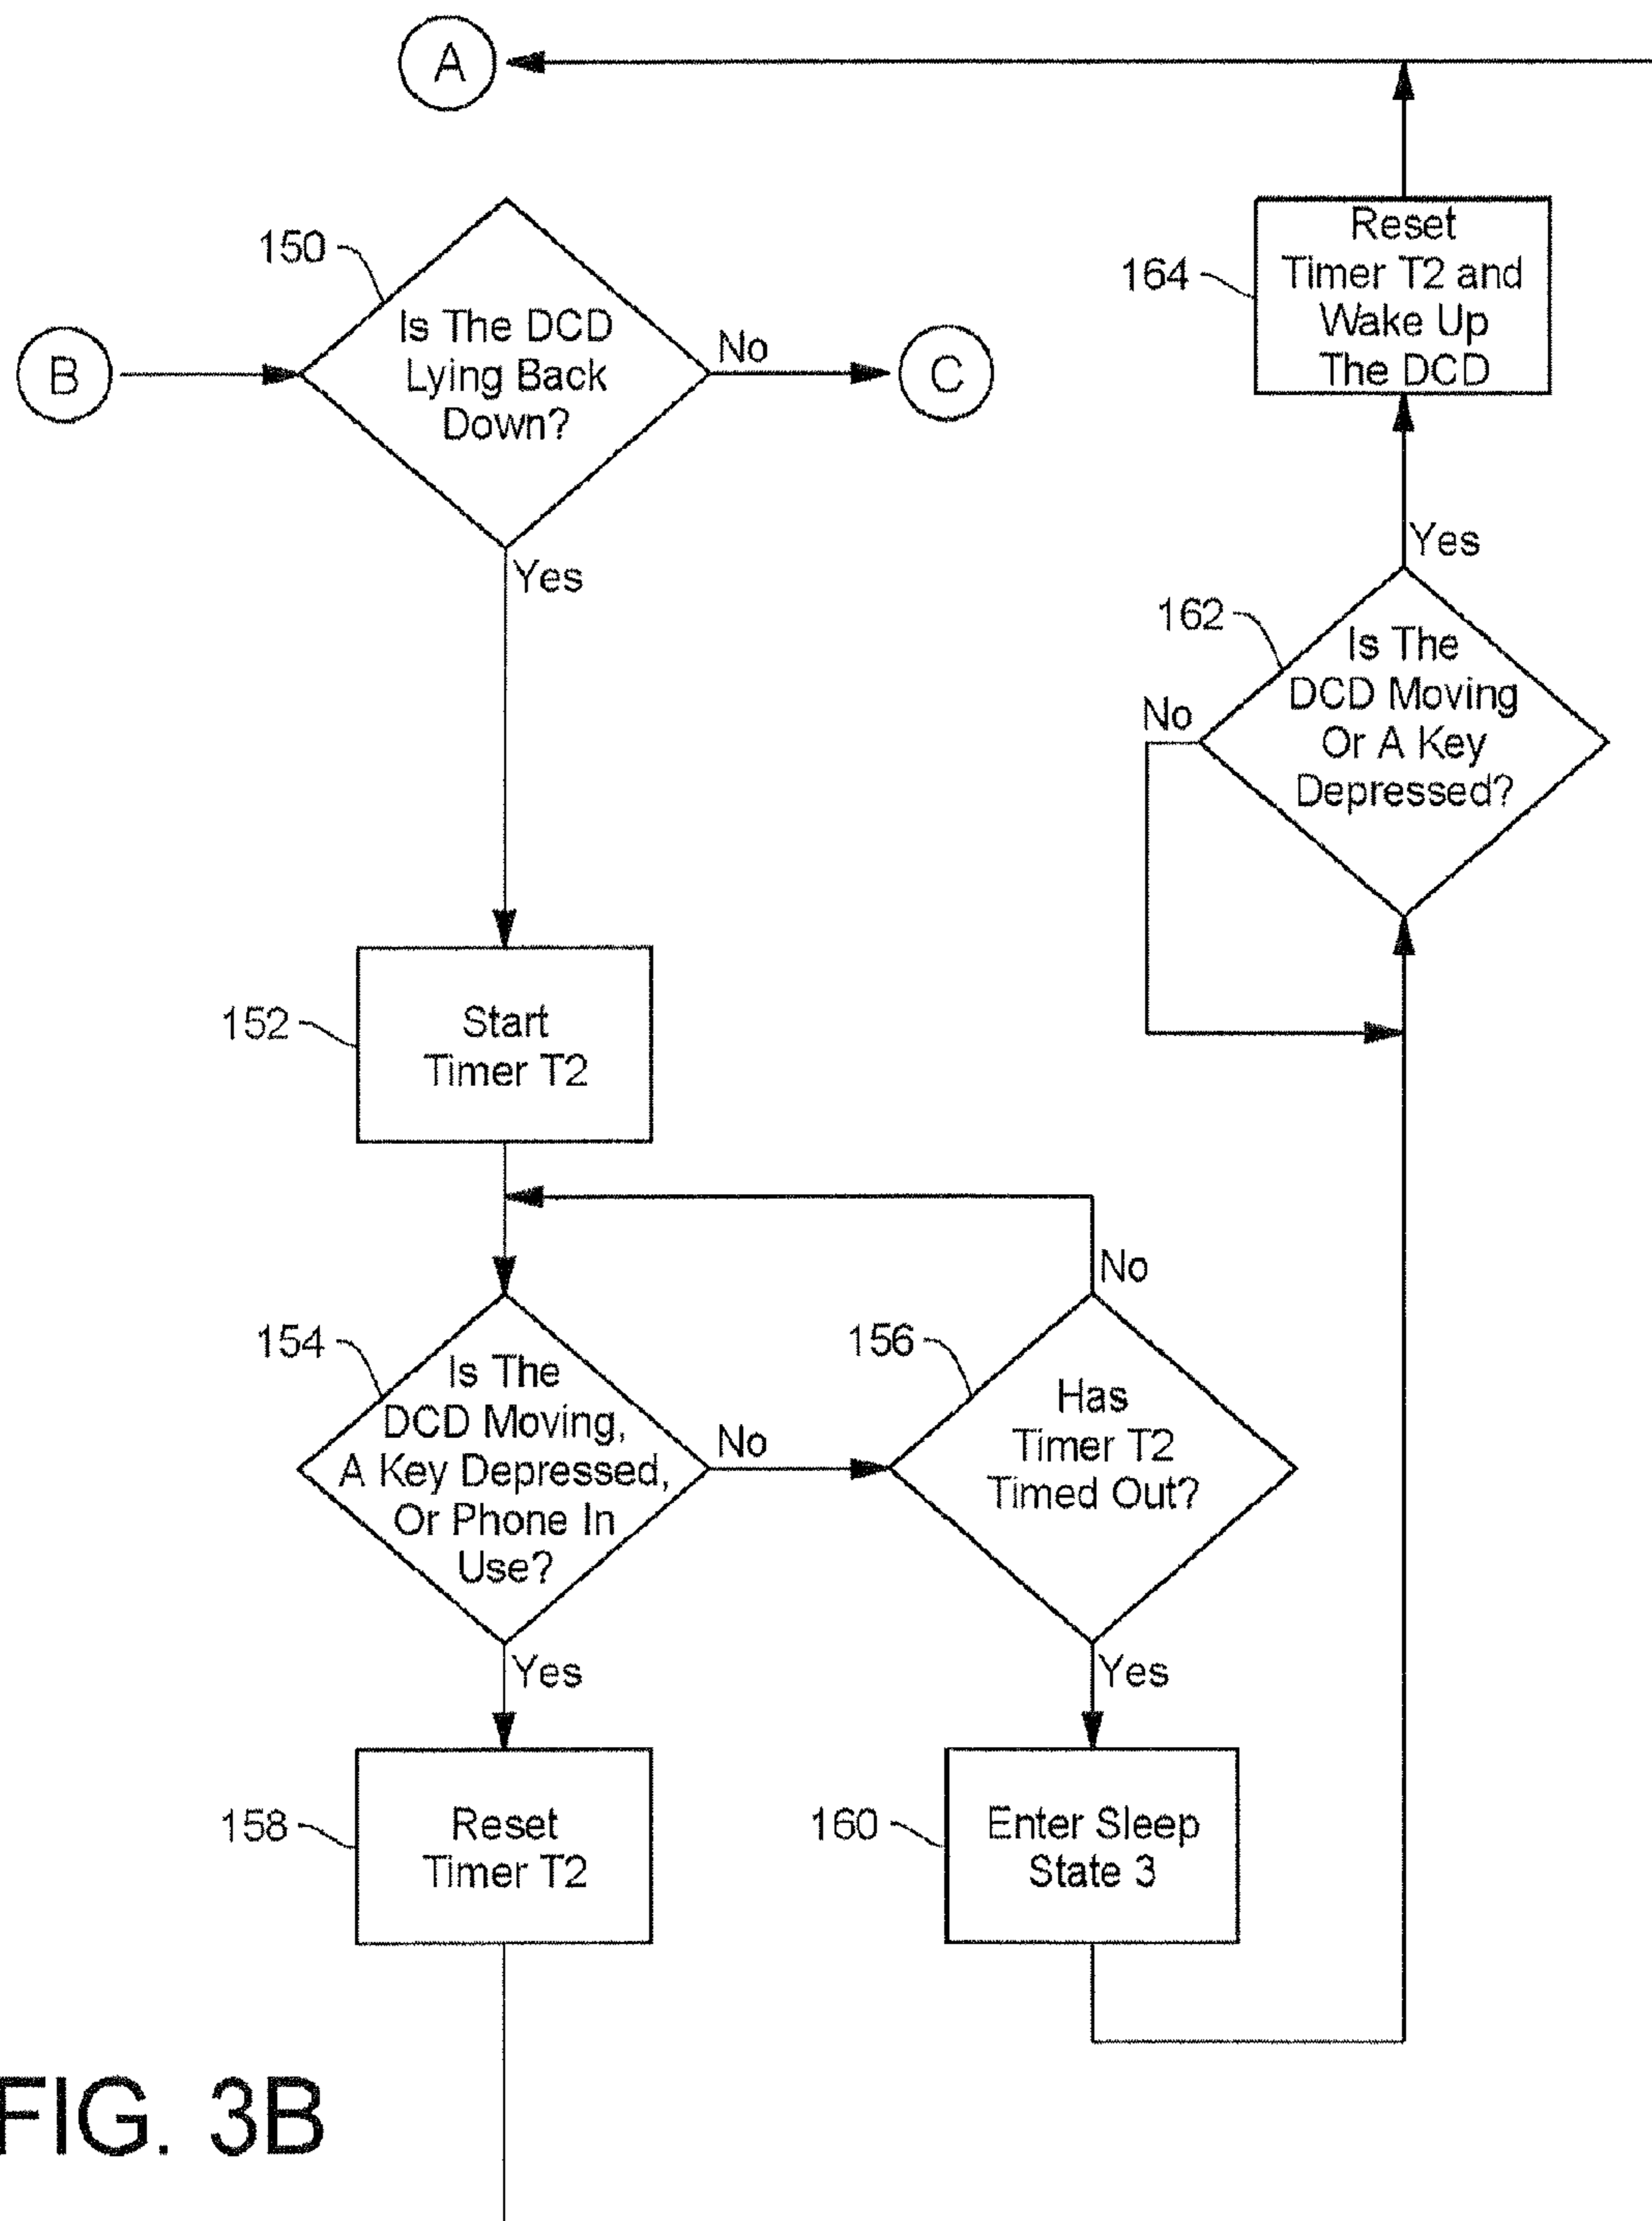 A
150
Is The DCD
Lying Back
Down?
No
Yes
B
C
164
Reset
Timer T2 and
Wake Up
The DCD
Yes
162
Is The
DCD Moving
Or A Key
Depressed?
No
152
Start
Timer T2
154
Is The
DCD Moving,
A Key Depressed,
Or Phone In
Use?
No
Yes
156
Has
Timer T2
Timed Out?
No
Yes
158
Reset
Timer T2
160
Enter Sleep
State 3
FIG. 3B